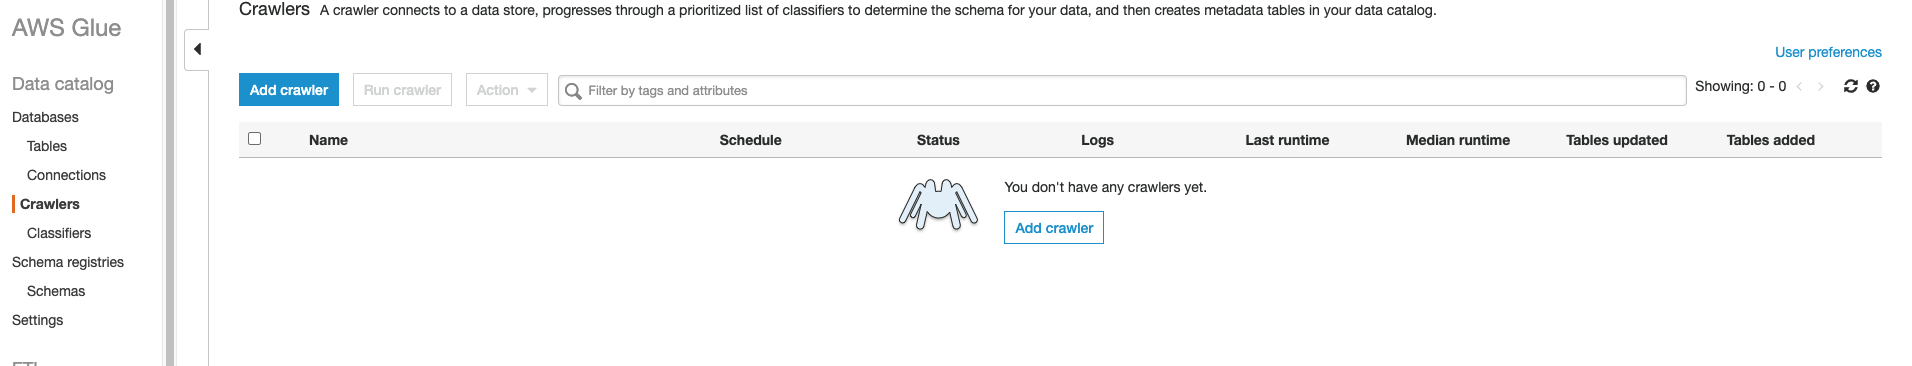 AWS Glue
Data catalog
Databases
Tables
Connections
Crawlers
Classifiers
Schema registries
Schemas
Settings
Crawlers A crawler connects to a data store, progresses through a prioritized list of classifiers to determine the schema for your data, and then creates metadata tables in your data catalog.
User preferences
Add crawler Run crawler Action Filter by tags and attributes Showing: 0 - 0
Name Schedule Status Logs Last runtime Median runtime Tables updated Tables added
You don't have any crawlers yet.
Add crawler